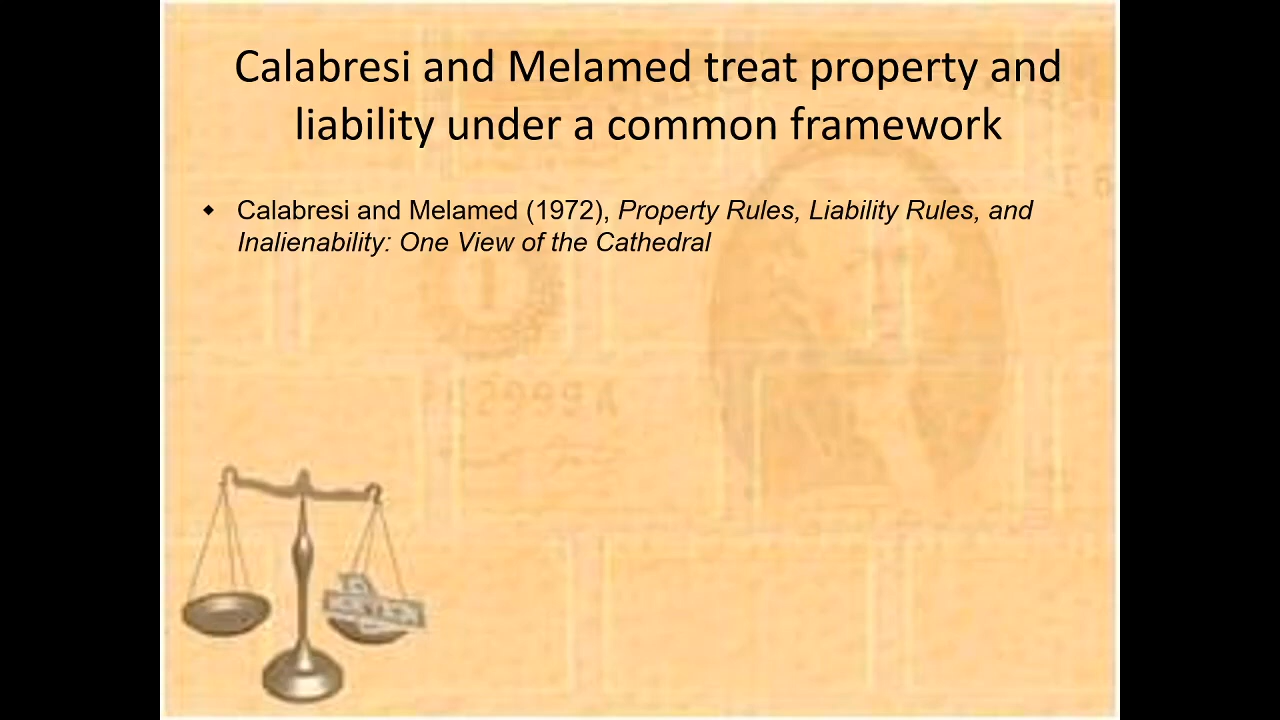 Calabresi and Melamed treat property and
liability under a common framework
Calabresi and Melamed (1972), Property Rules, Liability Rules, and
Inalienability: One View of the Cathedral